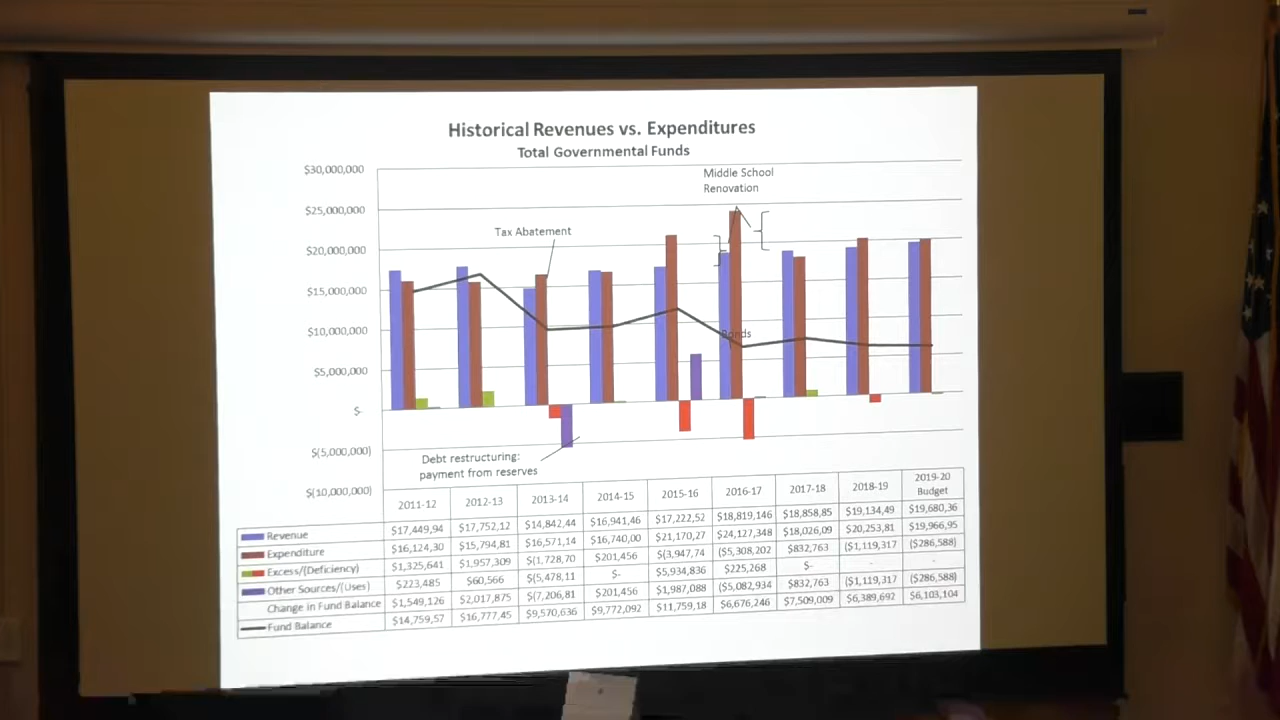 Historical Revenues vs. Expenditures
Total Governmental Funds
$30,000,000
$25,000,000
$20,000,000
$15,000,000
$10,000,000
$5,000,000
$-
$(5,000,000)
$(10,000,000)
Middle School
Renovation
Tax Abatement
Bonds
Debt restructuring:
payment from reserves
2011-12 2012-13 2013-14 2014-15 2015-16 2016-17 2017-18 2018-19 2019-20 Budget
Revenue $17,449,94 $17,752,12 $14,842,44 $16,941,46 $17,222,52 $18,819,146 $18,858,85 $19,134,49 $19,680,36
Expenditure $16,124,30 $15,794,81 $16,571,14 $16,740,00 $21,170,27 $24,127,348 $18,026,09 $20,253,81 $19,966,95
Excess/(Deficiency) $1,325,641 $1,957,309 $(1,728,70 $201,456 $(3,947,74 ($5,308,202 $832,763 ($1,119,317 ($286,588)
Other Sources/(Uses) $223,485 $60,566 $(5,478,11 $- $5,934,836 $225,268 $- - -
Change in Fund Balance $1,549,126 $2,017,875 $(7,206,81 $201,456 $1,987,088 ($5,082,934 $832,763 ($1,119,317 ($286,588)
Fund Balance $14,759,57 $16,777,45 $9,570,636 $9,772,092 $11,759,18 $6,676,246 $7,509,009 $6,389,692 $6,103,104